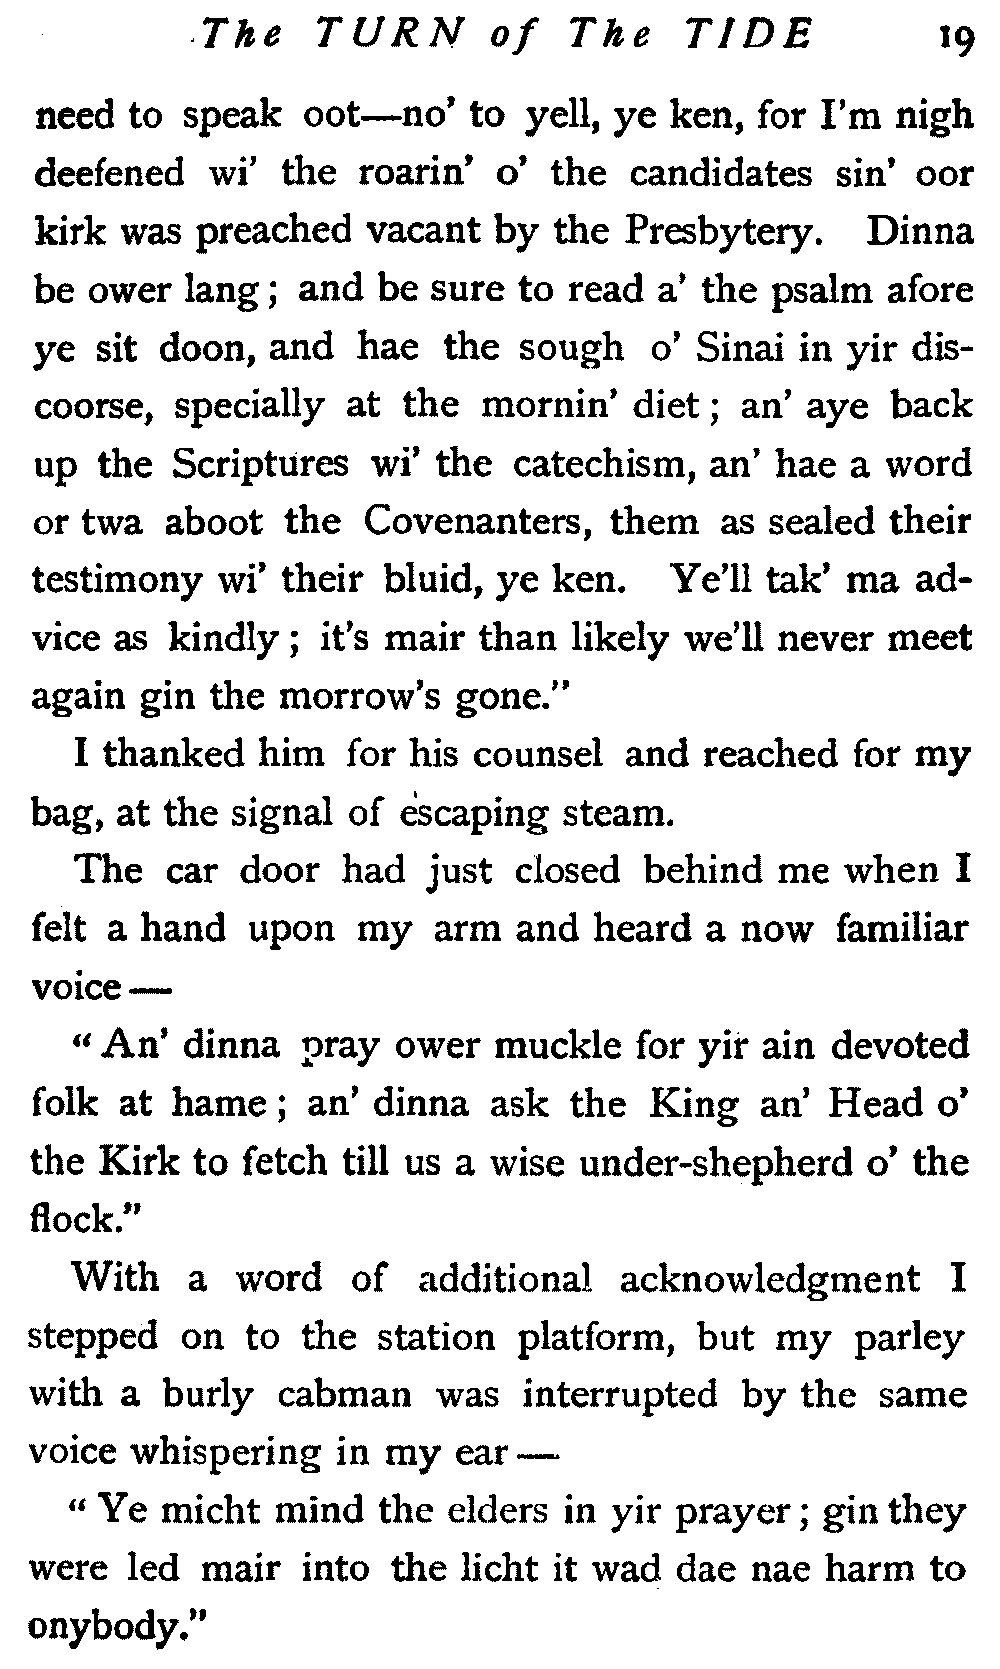 The TURN of The TIDE 19
need to speak oot—no' to yell, ye ken, for I'm nigh
deefened wi' the roarin' o' the candidates sin' oor
kirk was preached vacant by the Presbytery. Dinna
be ower lang; and be sure to read a' the psalm afore
ye sit doon, and hae the sough o' Sinai in yir dis-
coorse, specially at the mornin' diet; an' aye back
up the Scriptures wi' the catechism, an' hae a word
or twa aboot the Covenanters, them as sealed their
testimony wi' their bluid, ye ken. Ye'll tak' ma ad-
vice as kindly; it's mair than likely we'll never meet
again gin the morrow's gone."
I thanked him for his counsel and reached for my
bag, at the signal of escaping steam.
The car door had just closed behind me when I
felt a hand upon my arm and heard a now familiar
voice—
"An' dinna pray ower muckle for yir ain devoted
folk at hame; an' dinna ask the King an' Head o'
the Kirk to fetch till us a wise under-shepherd o' the
flock."
With a word of additional acknowledgment I
stepped on to the station platform, but my parley
with a burly cabman was interrupted by the same
voice whispering in my ear—
"Ye micht mind the elders in yir prayer; gin they
were led mair into the licht it wad dae nae harm to
onybody."